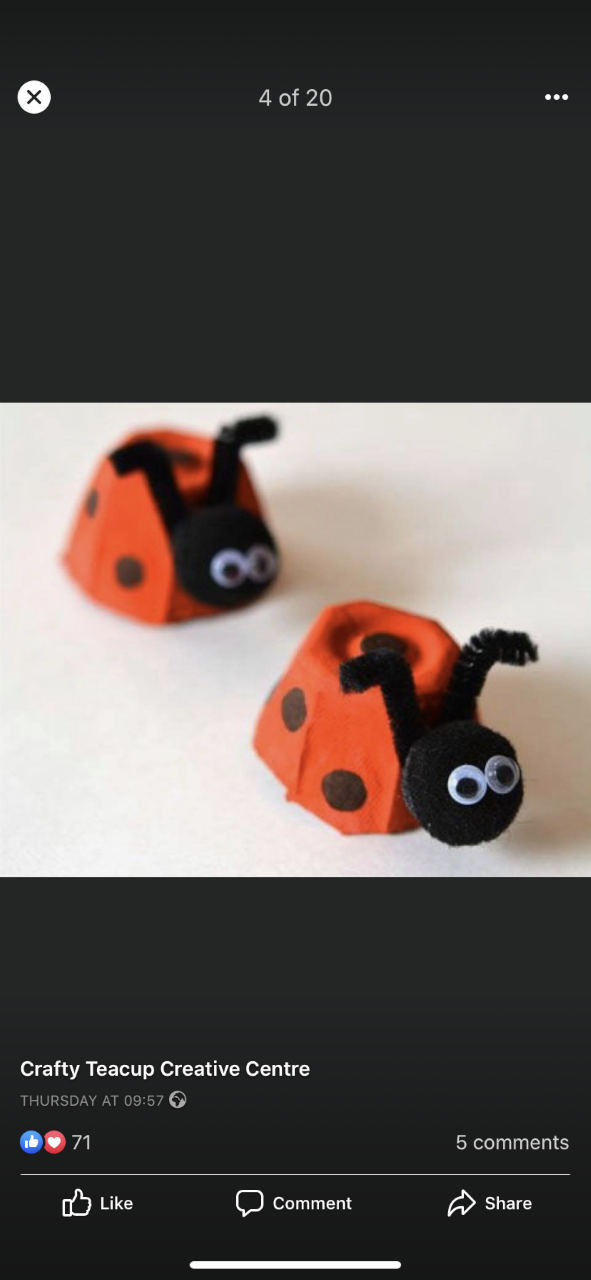 4 of 20
Crafty Teacup Creative Centre
THURSDAY AT 09:57
71
5 comments
Like
Comment
Share